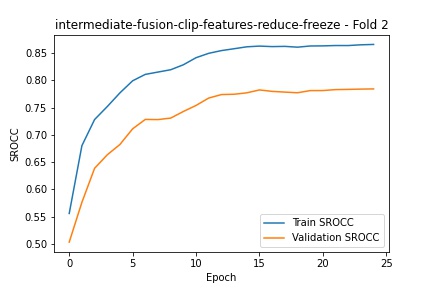 intermediate-fusion-clip-features-reduce-freeze - Fold 2
0.85
0.80
0.75
0.70
0.65
0.60
0.55
0.50
SROCC
Train SROCC
Validation SROCC
0 5 10 15 20 25
Epoch